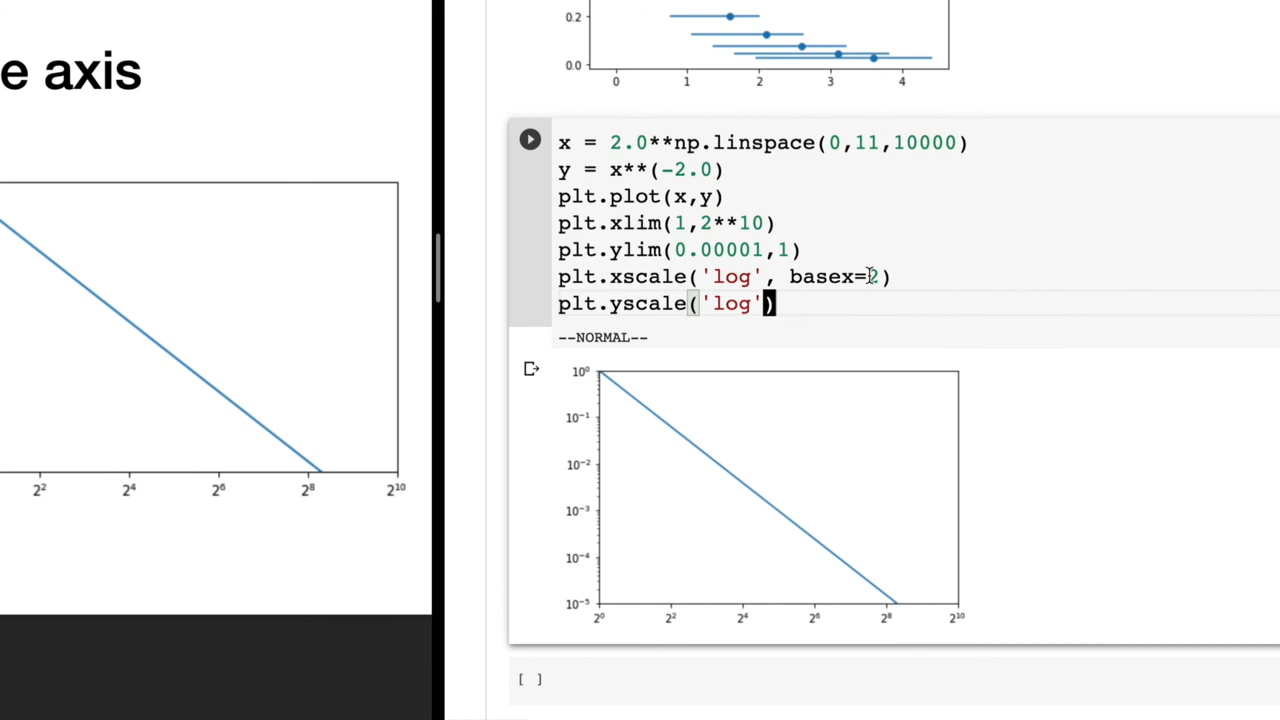 e axis
2² 2⁴ 2⁶ 2⁸ 2¹⁰
0.2
0.0
0 1 2 3 4
x = 2.0**np.linspace(0,11,10000)
y = x**(-2.0)
plt.plot(x,y)
plt.xlim(1,2**10)
plt.ylim(0.00001,1)
plt.xscale('log', basex=2)
plt.yscale('log')
--NORMAL--
10⁰
10⁻¹
10⁻²
10⁻³
10⁻⁴
10⁻⁵
2⁰ 2² 2⁴ 2⁶ 2⁸ 2¹⁰
[ ]